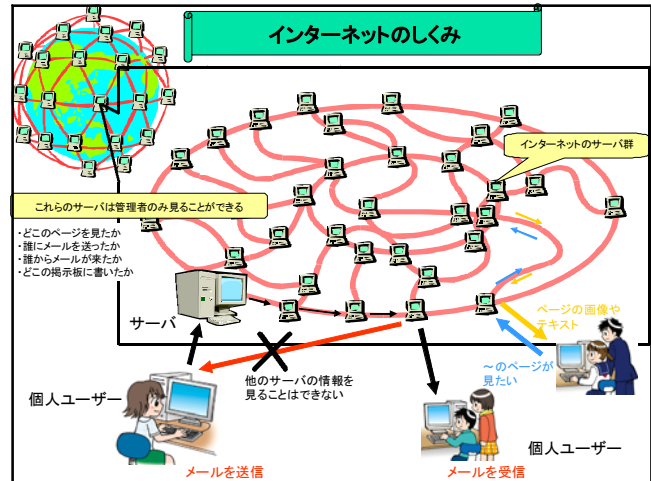 インターネットのしくみ
インターネットのサーバ群
これらのサーバは管理者のみ見ることができる
・どこのページを見たか
・誰にメールを送ったか
・誰からメールが来たか
・どこの掲示板に書いたか
サーバ
ページの画像や
テキスト
～のページが
見たい
他のサーバの情報を
見ることはできない
個人ユーザー
個人ユーザー
メールを送信
メールを受信